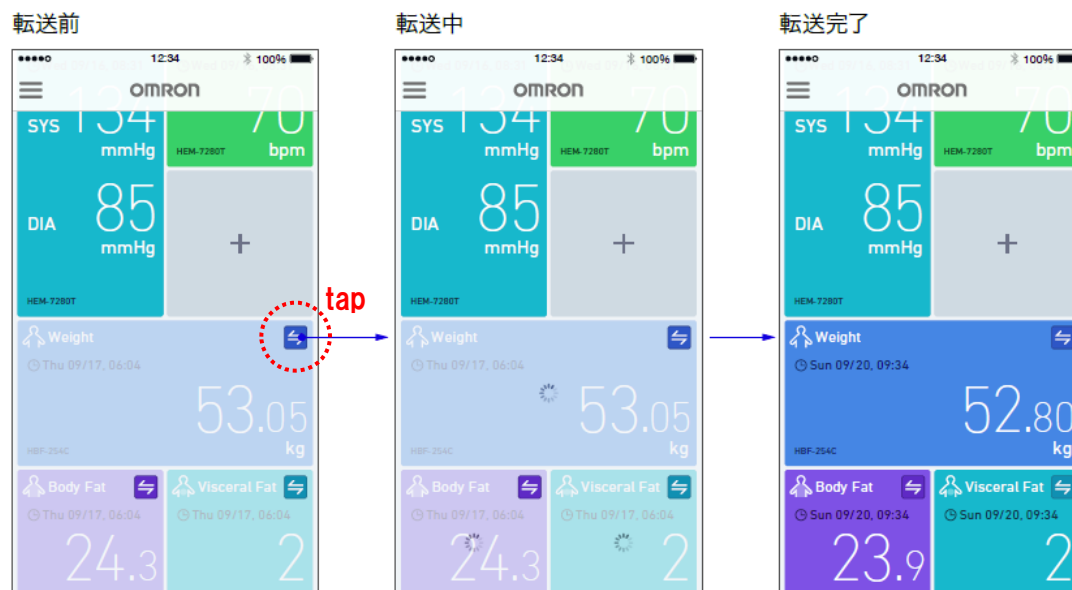 転送前
転送中
転送完了
12:34 100%
OMRON
SYS 134 mmHg
70 bpm
HEM-7280T
DIA 85 mmHg
+
HEM-7280T
tap
Weight
Thu 09/17, 06:04
53.05
kg
HBF-254C
Body Fat
Thu 09/17, 06:04
24.3
Visceral Fat
Thu 09/17, 06:04
2
12:34 100%
OMRON
SYS 134 mmHg
70 bpm
HEM-7280T
DIA 85 mmHg
+
HEM-7280T
Weight
Thu 09/17, 06:04
53.05
kg
HBF-254C
Body Fat
Thu 09/17, 06:04
24.3
Visceral Fat
Thu 09/17, 06:04
2
12:34 100%
OMRON
SYS 134 mmHg
70 bpm
HEM-7280T
DIA 85 mmHg
+
HEM-7280T
Weight
Sun 09/20, 09:34
52.80
kg
HBF-254C
Body Fat
Sun 09/20, 09:34
23.9
Visceral Fat
Sun 09/20, 09:34
2